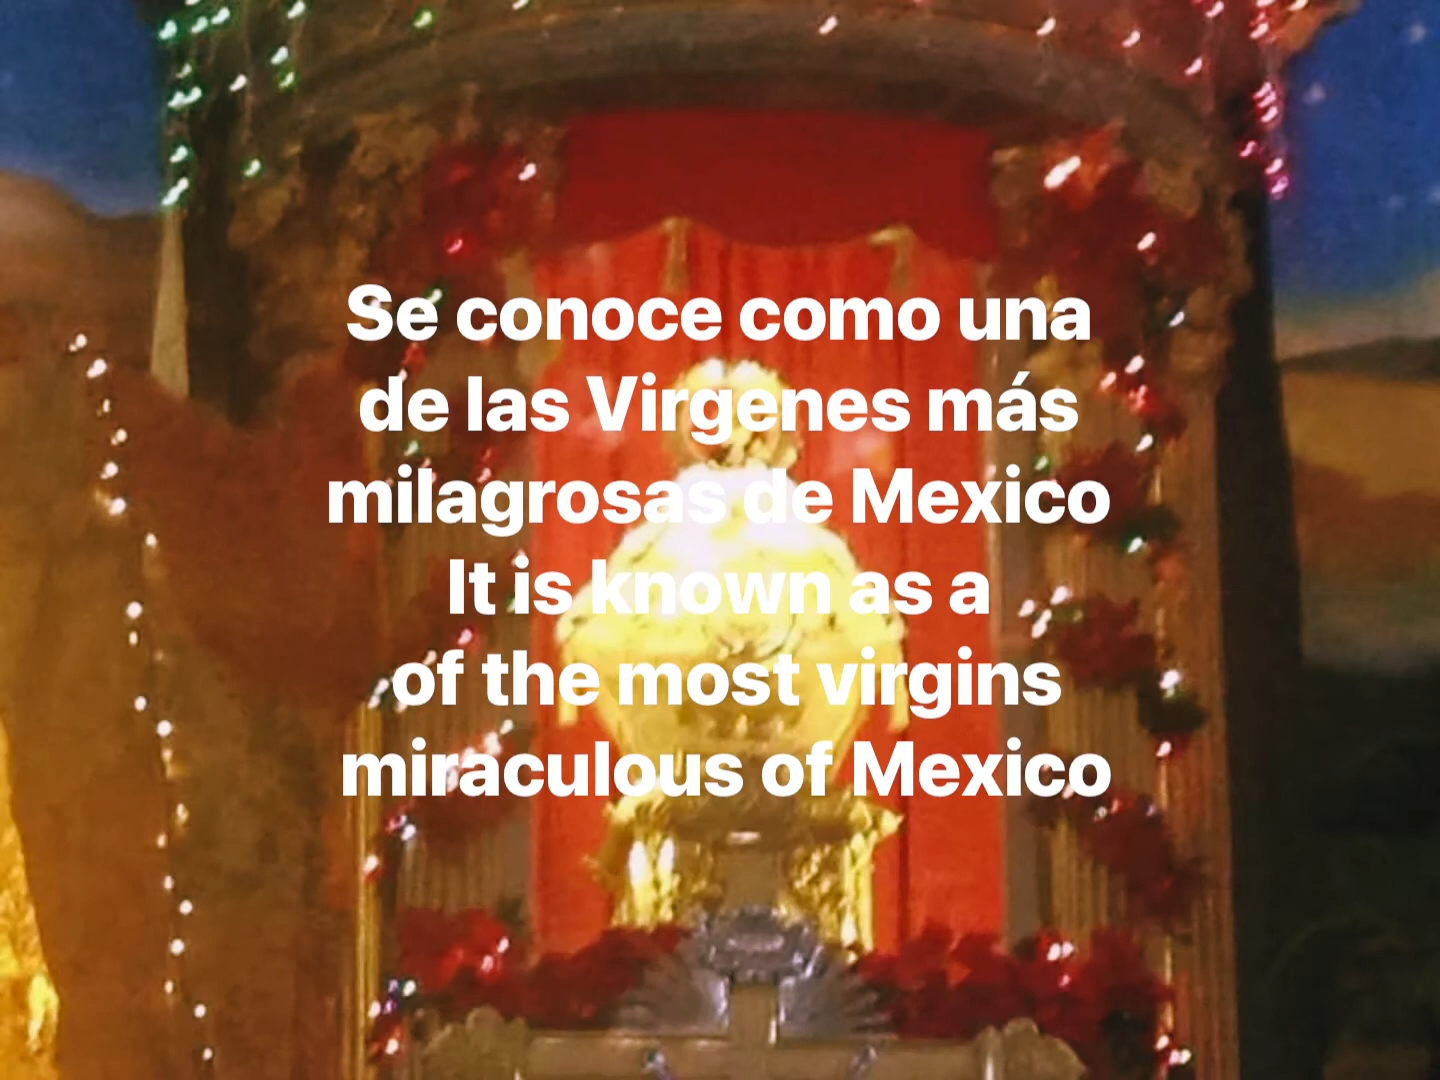 Se conoce como una
de las Virgenes más
milagrosas de Mexico
It is known as a
of the most virgins
miraculous of Mexico